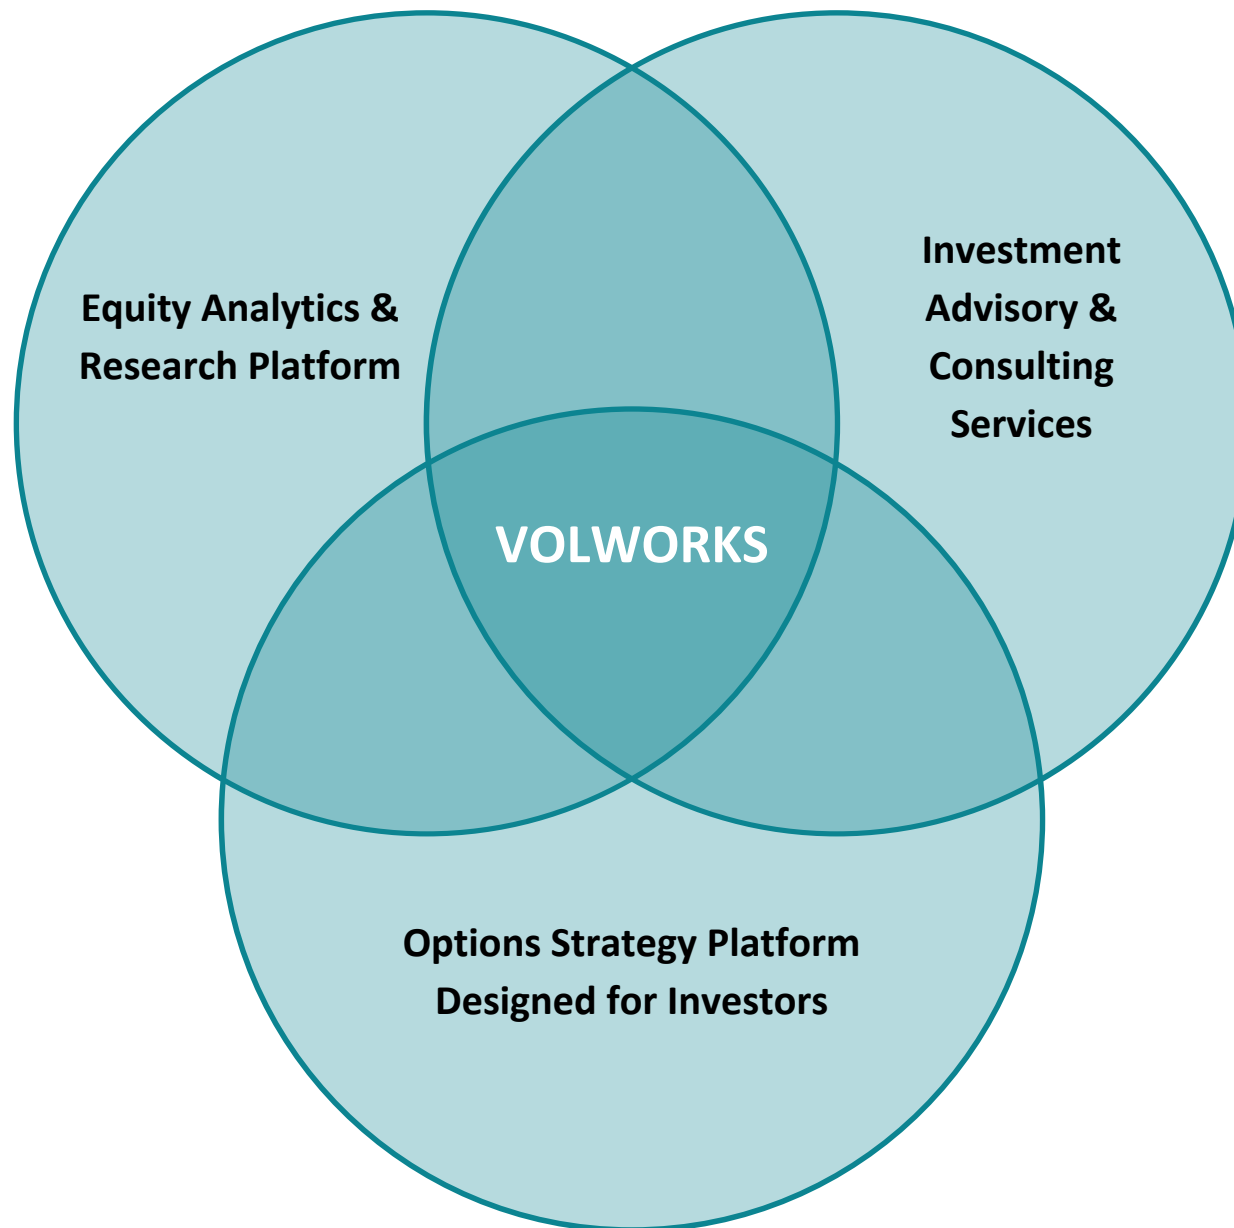 Equity Analytics &
Research Platform
Investment
Advisory &
Consulting
Services
VOLWORKS
Options Strategy Platform
Designed for Investors